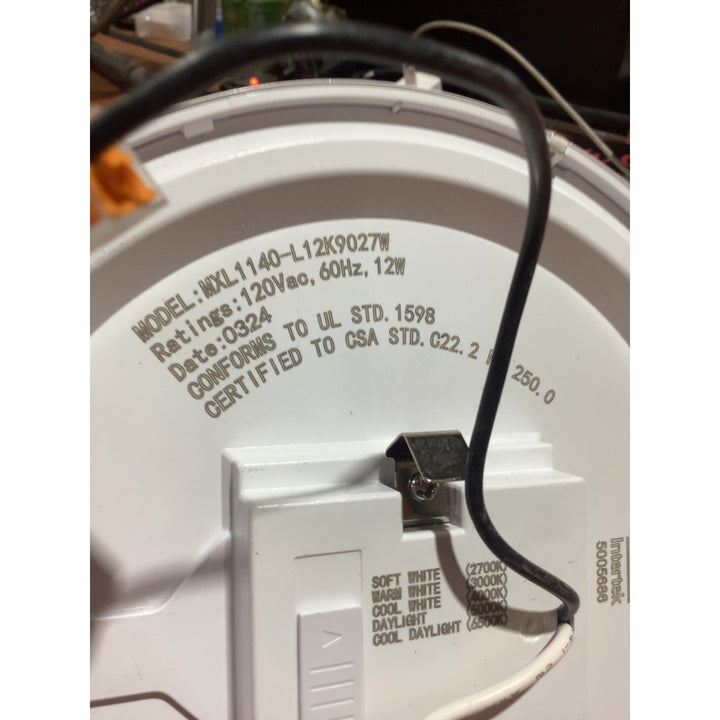 MODEL:MXL1140-L12K9027W
Ratings:120Vac,60Hz,12W
Date:0324
CONFORMS TO UL STD.1598
CERTIFIED TO CSA STD.C22.2 250.0
SOFT WHITE (2700K)
WARM WHITE (3000K)
COOL WHITE (4000K)
DAYLIGHT (5000K)
COOL DAYLIGHT (6500K)
Intertek
5005686